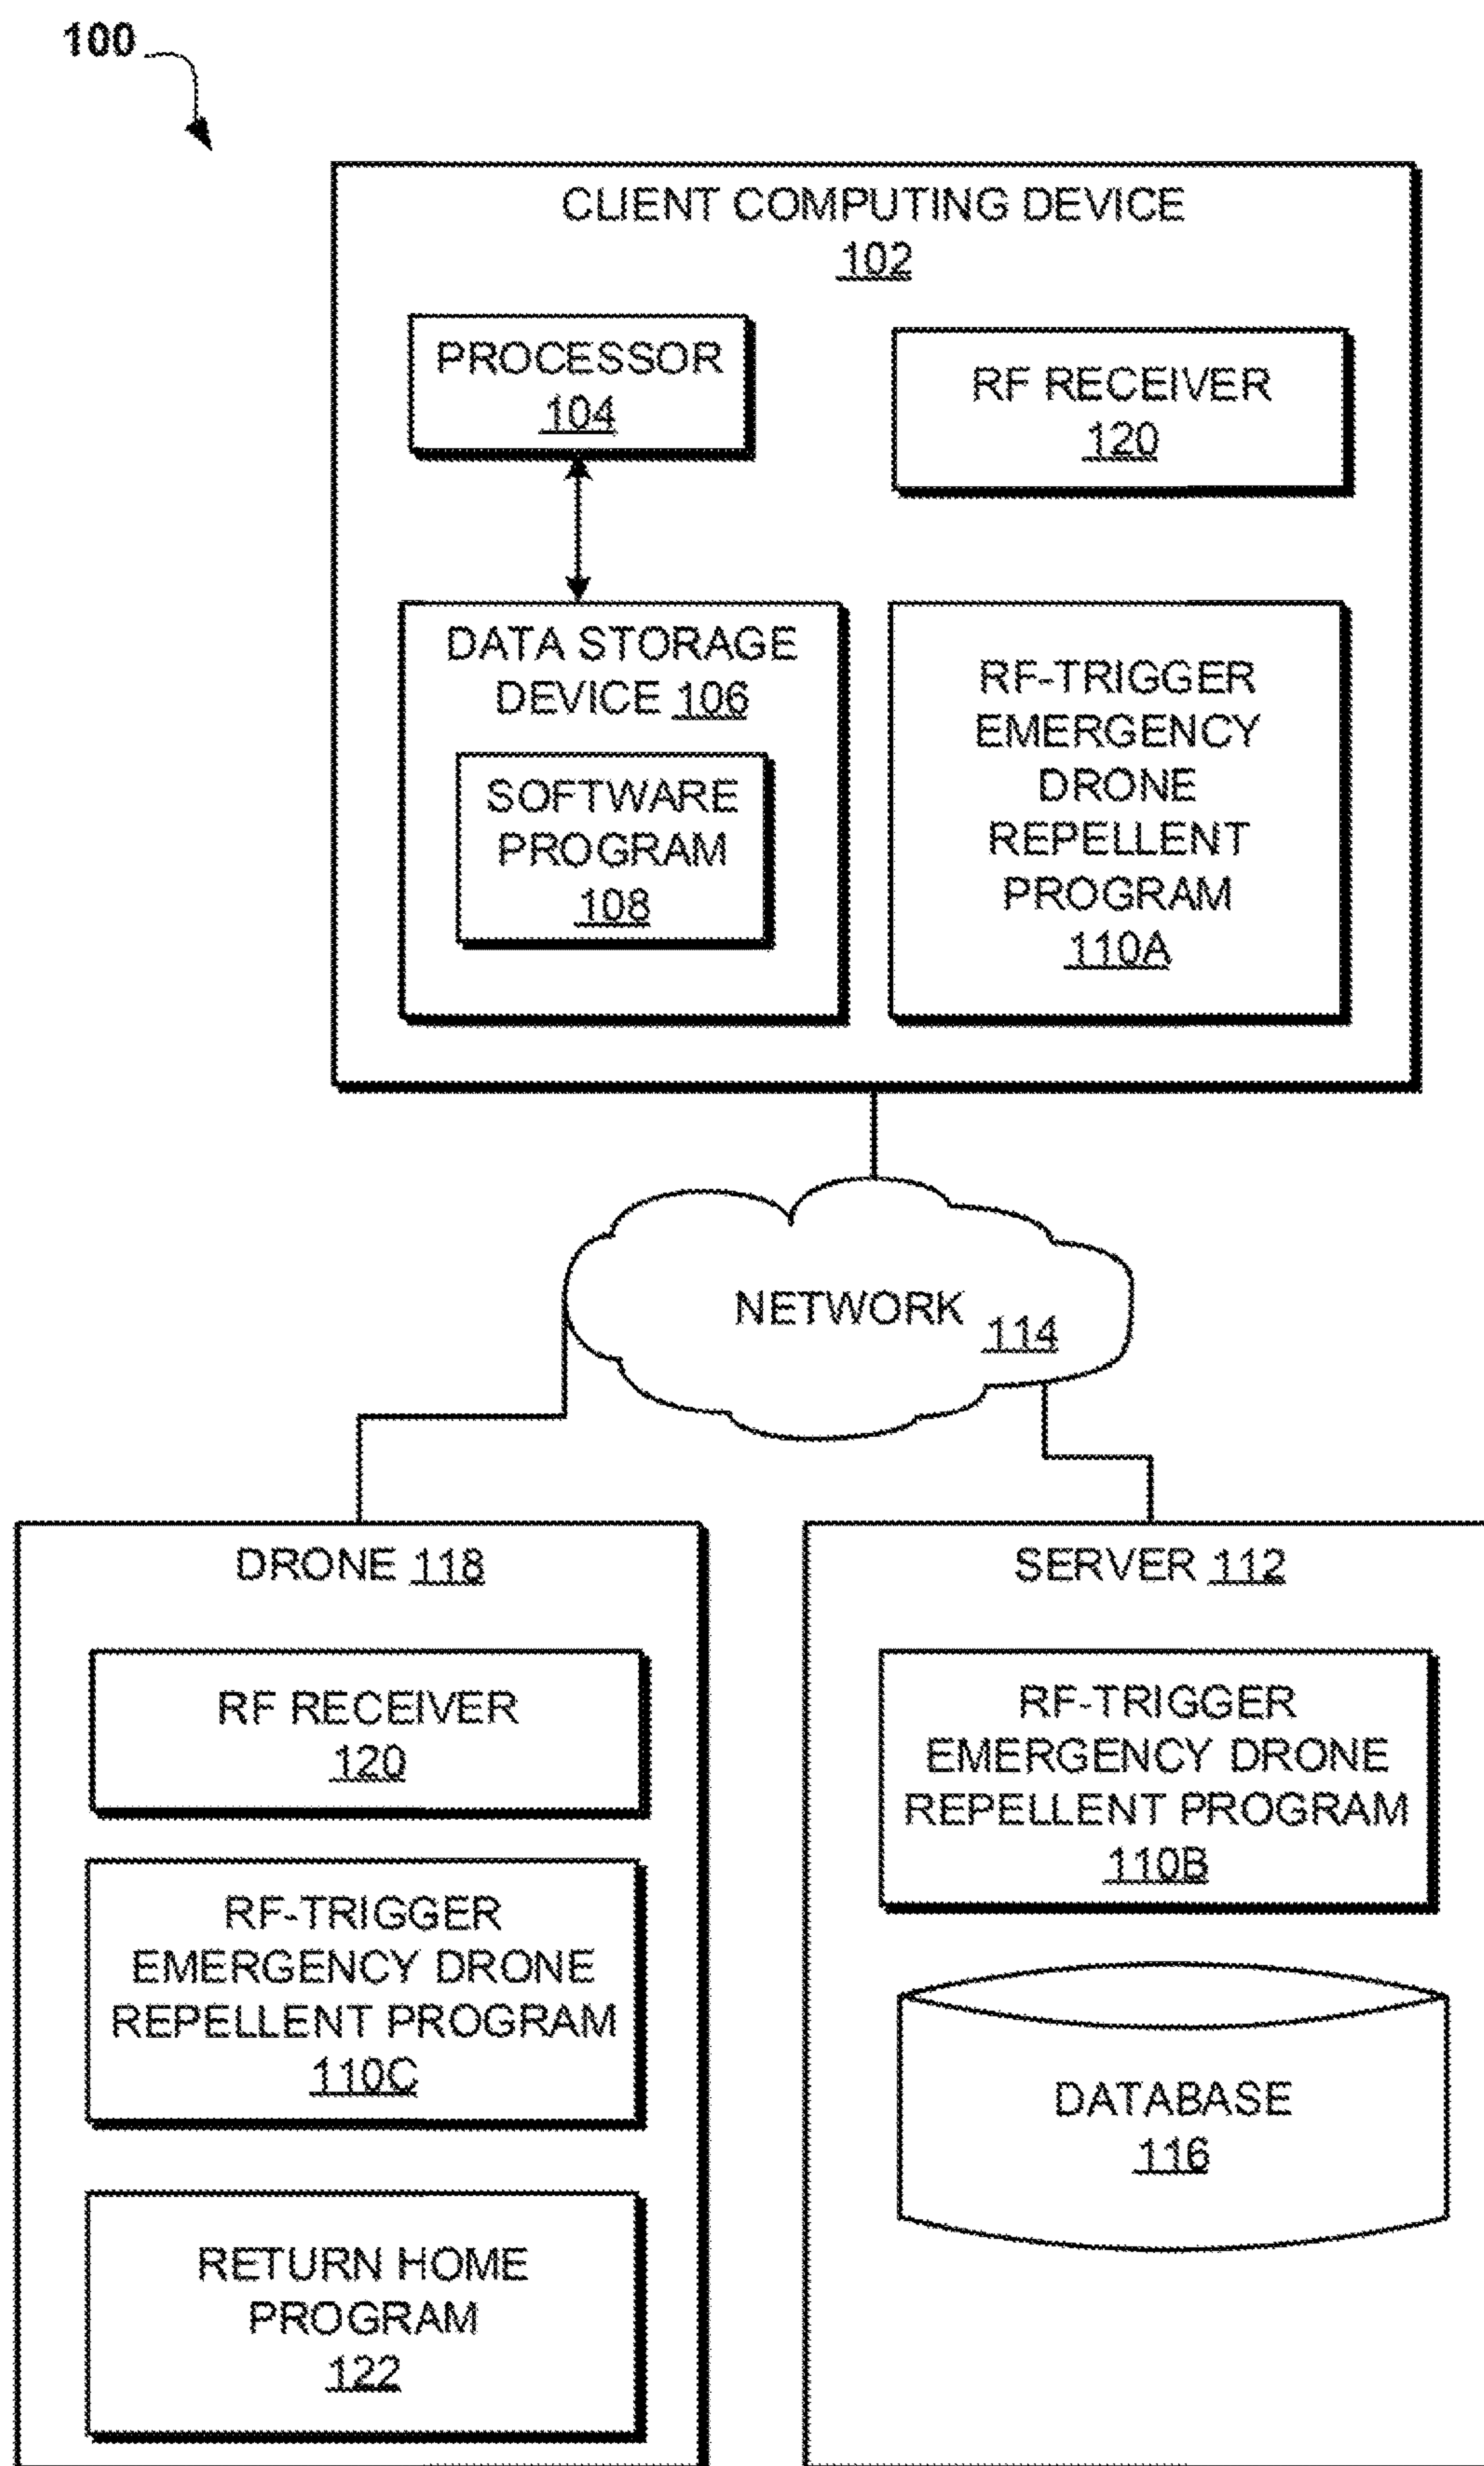 100
CLIENT COMPUTING DEVICE
102
PROCESSOR
104
RF RECEIVER
120
DATA STORAGE
DEVICE 106
SOFTWARE
PROGRAM
108
RF-TRIGGER
EMERGENCY
DRONE
REPELLENT
PROGRAM
110A
NETWORK 114
DRONE 118
RF RECEIVER
120
RF-TRIGGER
EMERGENCY DRONE
REPELLENT PROGRAM
110C
RETURN HOME
PROGRAM
122
SERVER 112
RF-TRIGGER
EMERGENCY DRONE
REPELLENT PROGRAM
110B
DATABASE
116